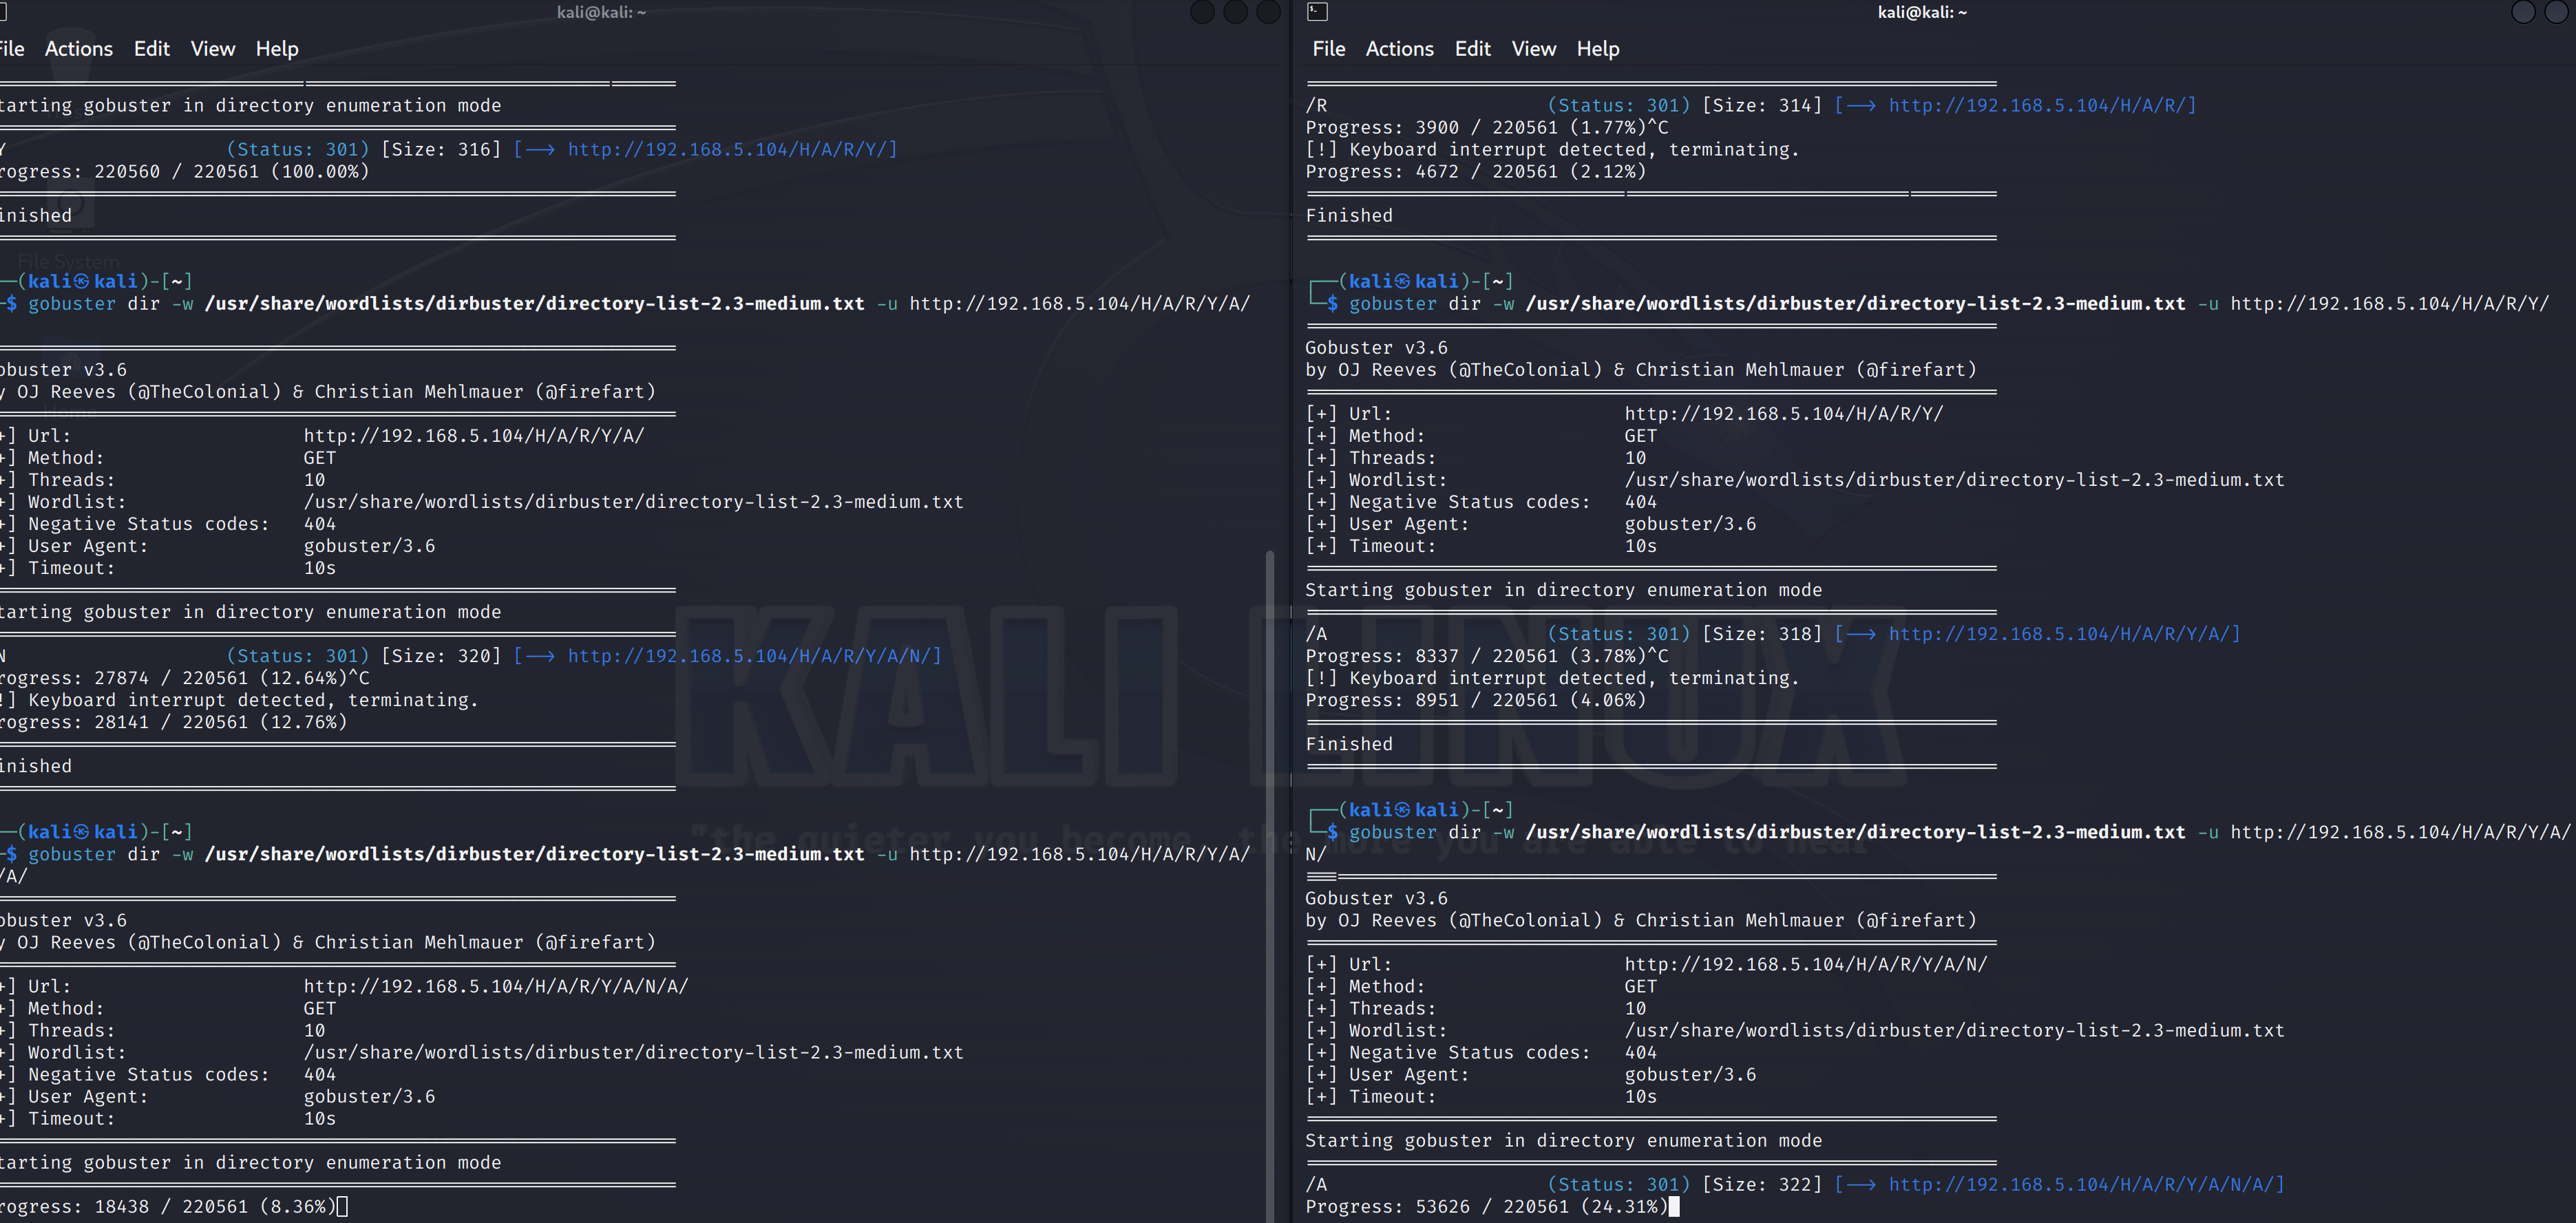 kali@kali: ~
File Actions Edit View Help
tarting gobuster in directory enumeration mode
Y (Status: 301) [Size: 316] [--> http://192.168.5.104/H/A/R/Y/]
rogress: 220560 / 220561 (100.00%)
inished
File System
(kali㉿kali)-[~]
$ gobuster dir -w /usr/share/wordlists/dirbuster/directory-list-2.3-medium.txt -u http://192.168.5.104/H/A/R/Y/A/
obuster v3.6
y OJ Reeves (@TheColonial) & Christian Mehlmauer (@firefart)
Home
+] Url: http://192.168.5.104/H/A/R/Y/A/
+] Method: GET
+] Threads: 10
+] Wordlist: /usr/share/wordlists/dirbuster/directory-list-2.3-medium.txt
+] Negative Status codes: 404
+] User Agent: gobuster/3.6
+] Timeout: 10s
tarting gobuster in directory enumeration mode
N (Status: 301) [Size: 320] [--> http://192.168.5.104/H/A/R/Y/A/N/]
rogress: 27874 / 220561 (12.64%)^C
!] Keyboard interrupt detected, terminating.
rogress: 28141 / 220561 (12.76%)
inished
(kali㉿kali)-[~]
$ gobuster dir -w /usr/share/wordlists/dirbuster/directory-list-2.3-medium.txt -u http://192.168.5.104/H/A/R/Y/A/
/A/
obuster v3.6
y OJ Reeves (@TheColonial) & Christian Mehlmauer (@firefart)
+] Url: http://192.168.5.104/H/A/R/Y/A/N/A/
+] Method: GET
+] Threads: 10
+] Wordlist: /usr/share/wordlists/dirbuster/directory-list-2.3-medium.txt
+] Negative Status codes: 404
+] User Agent: gobuster/3.6
+] Timeout: 10s
tarting gobuster in directory enumeration mode
rogress: 18438 / 220561 (8.36%)
kali@kali: ~
File Actions Edit View Help
/R (Status: 301) [Size: 314] [--> http://192.168.5.104/H/A/R/]
Progress: 3900 / 220561 (1.77%)^C
[!] Keyboard interrupt detected, terminating.
Progress: 4672 / 220561 (2.12%)
Finished
(kali㉿kali)-[~]
$ gobuster dir -w /usr/share/wordlists/dirbuster/directory-list-2.3-medium.txt -u http://192.168.5.104/H/A/R/Y/
Gobuster v3.6
by OJ Reeves (@TheColonial) & Christian Mehlmauer (@firefart)
[+] Url: http://192.168.5.104/H/A/R/Y/
[+] Method: GET
[+] Threads: 10
[+] Wordlist: /usr/share/wordlists/dirbuster/directory-list-2.3-medium.txt
[+] Negative Status codes: 404
[+] User Agent: gobuster/3.6
[+] Timeout: 10s
Starting gobuster in directory enumeration mode
/A (Status: 301) [Size: 318] [--> http://192.168.5.104/H/A/R/Y/A/]
Progress: 8337 / 220561 (3.78%)^C
[!] Keyboard interrupt detected, terminating.
Progress: 8951 / 220561 (4.06%)
Finished
(kali㉿kali)-[~]
$ gobuster dir -w /usr/share/wordlists/dirbuster/directory-list-2.3-medium.txt -u http://192.168.5.104/H/A/R/Y/A/
N/
Gobuster v3.6
by OJ Reeves (@TheColonial) & Christian Mehlmauer (@firefart)
[+] Url: http://192.168.5.104/H/A/R/Y/A/N/
[+] Method: GET
[+] Threads: 10
[+] Wordlist: /usr/share/wordlists/dirbuster/directory-list-2.3-medium.txt
[+] Negative Status codes: 404
[+] User Agent: gobuster/3.6
[+] Timeout: 10s
Starting gobuster in directory enumeration mode
/A (Status: 301) [Size: 322] [--> http://192.168.5.104/H/A/R/Y/A/N/A/]
Progress: 53626 / 220561 (24.31%)
KALI LINUX
"the quieter you become, the more you are able to hear"